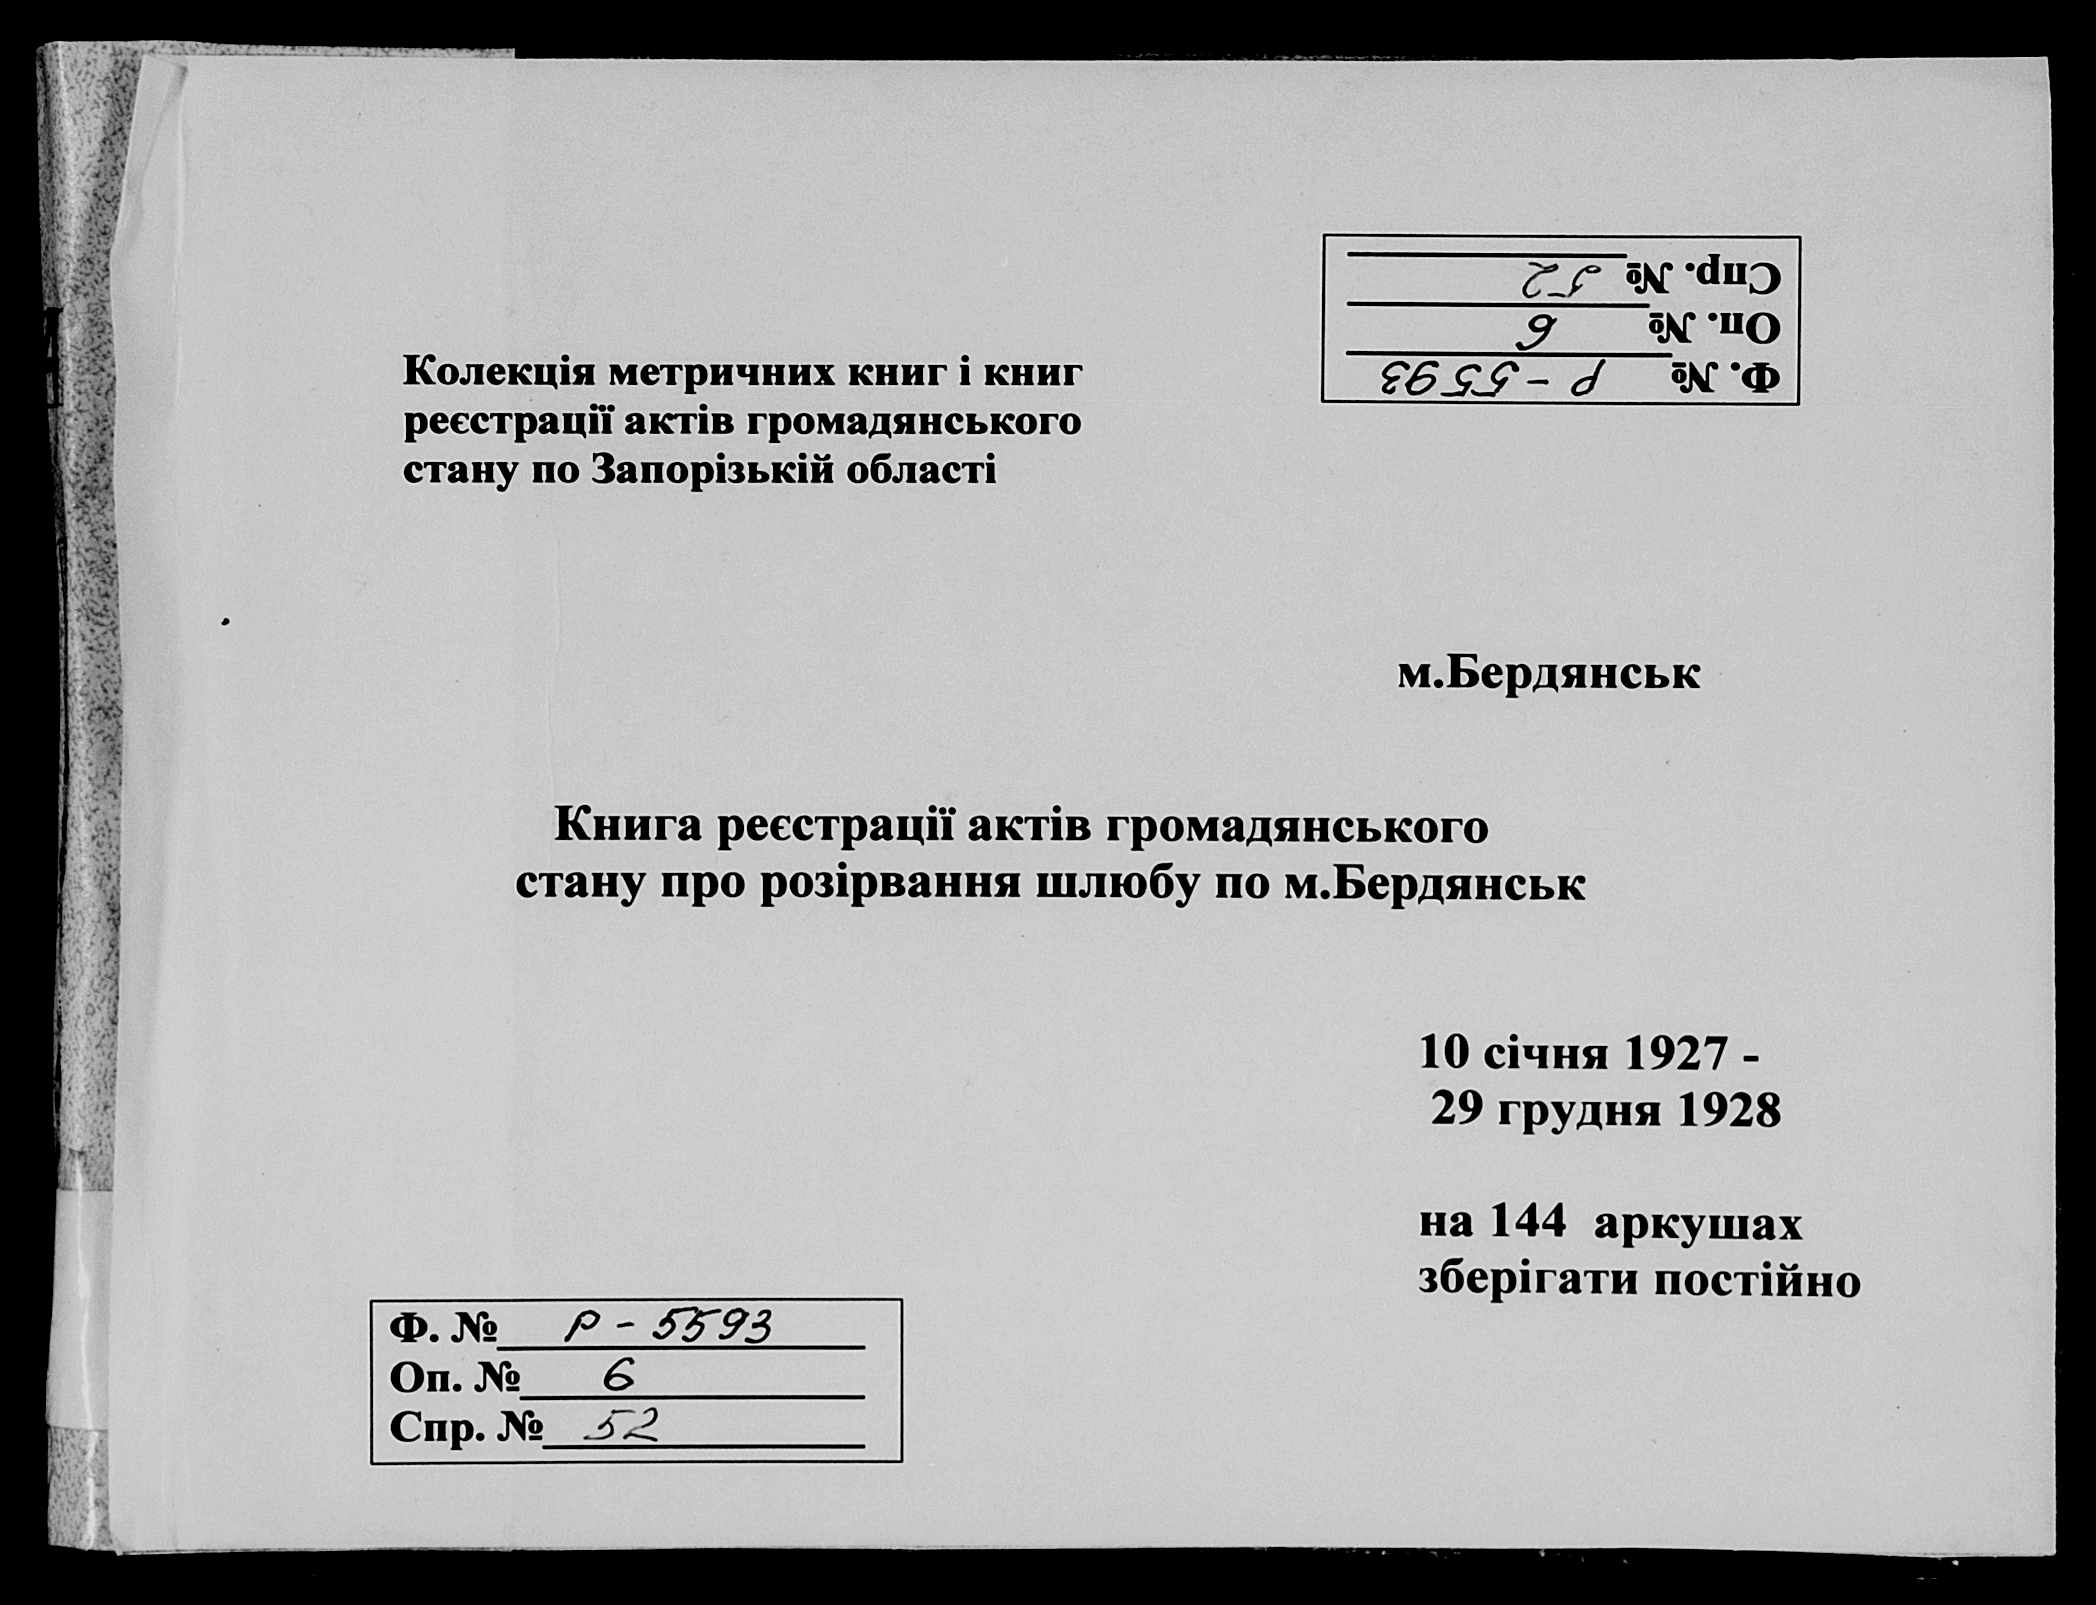 Спр. № 52
Оп. № 6
Ф. № Р-5593
Колекція метричних книг і книг
реєстрації актів громадянського
стану по Запорізькій області
м.Бердянськ
Книга реєстрації актів громадянського
стану про розірвання шлюбу по м.Бердянськ
10 січня 1927 -
29 грудня 1928
на 144 аркушах
зберігати постійно
Ф. № Р-5593
Оп. № 6
Спр. № 52